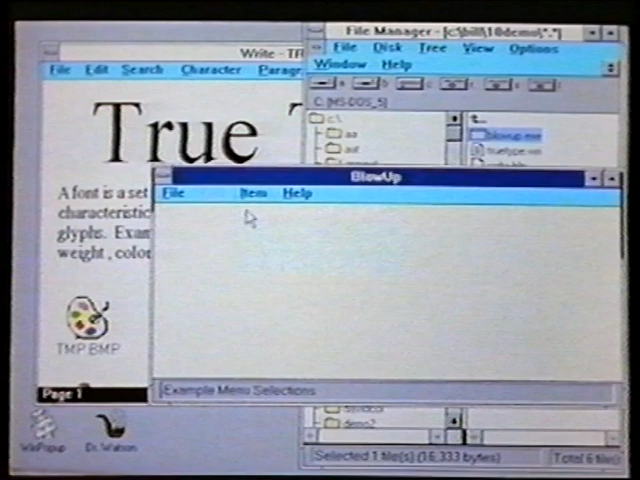 File Manager - [c:\bill\10demo\*.*]
Write - TR
File Disk Tree View Options
Window Help
File Edit Search Character Paragr
C: [MS-DOS_5]
c:\
aa
True T
blowup.exe
truetype.wri
BlowUp
File Item Help
A font is a set
characteristic
glyphs. Exam
weight, color
TMP.BMP
Page 1
Example Menu Selections
demo2
WinPopup
Dr. Watson
Selected 1 file(s) (16,333 bytes)
Total 6 file(